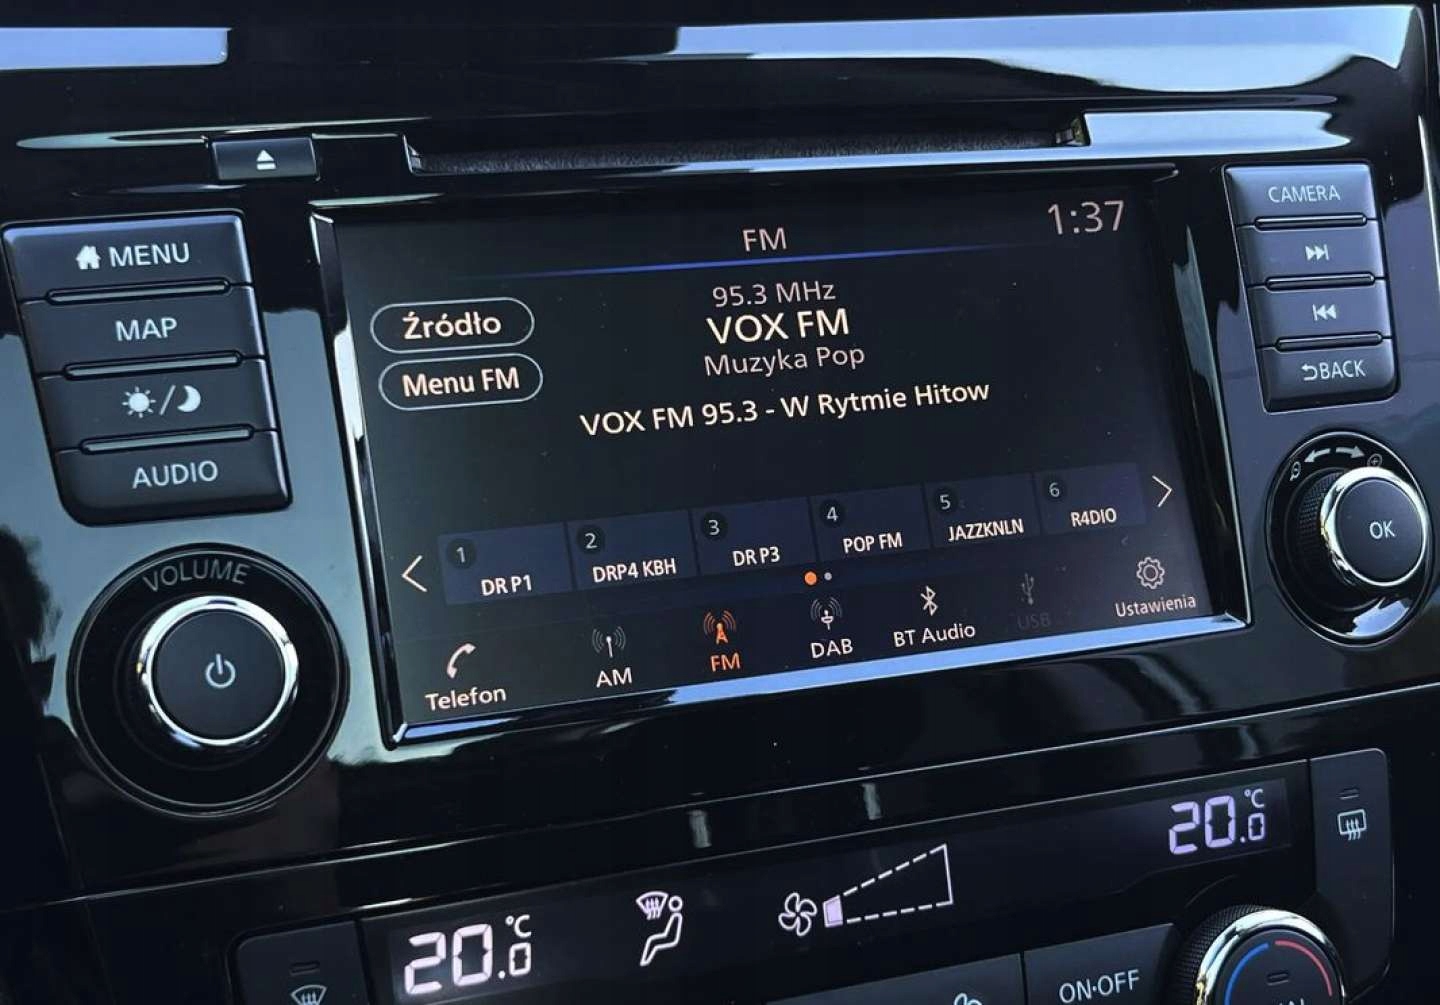 CAMERA
MENU
MAP
AUDIO
VOLUME
FM
1:37
95.3 MHz
VOX FM
Muzyka Pop
VOX FM 95.3 - W Rytmie Hitow
Źródło
Menu FM
1 DR P1
2 DRP4 KBH
3 DR P3
4 POP FM
5 JAZZKNLN
6 R4DIO
Telefon
AM
FM
DAB
BT Audio
USB
Ustawienia
BACK
OK
20.0 °C
20.0 °C
ON·OFF